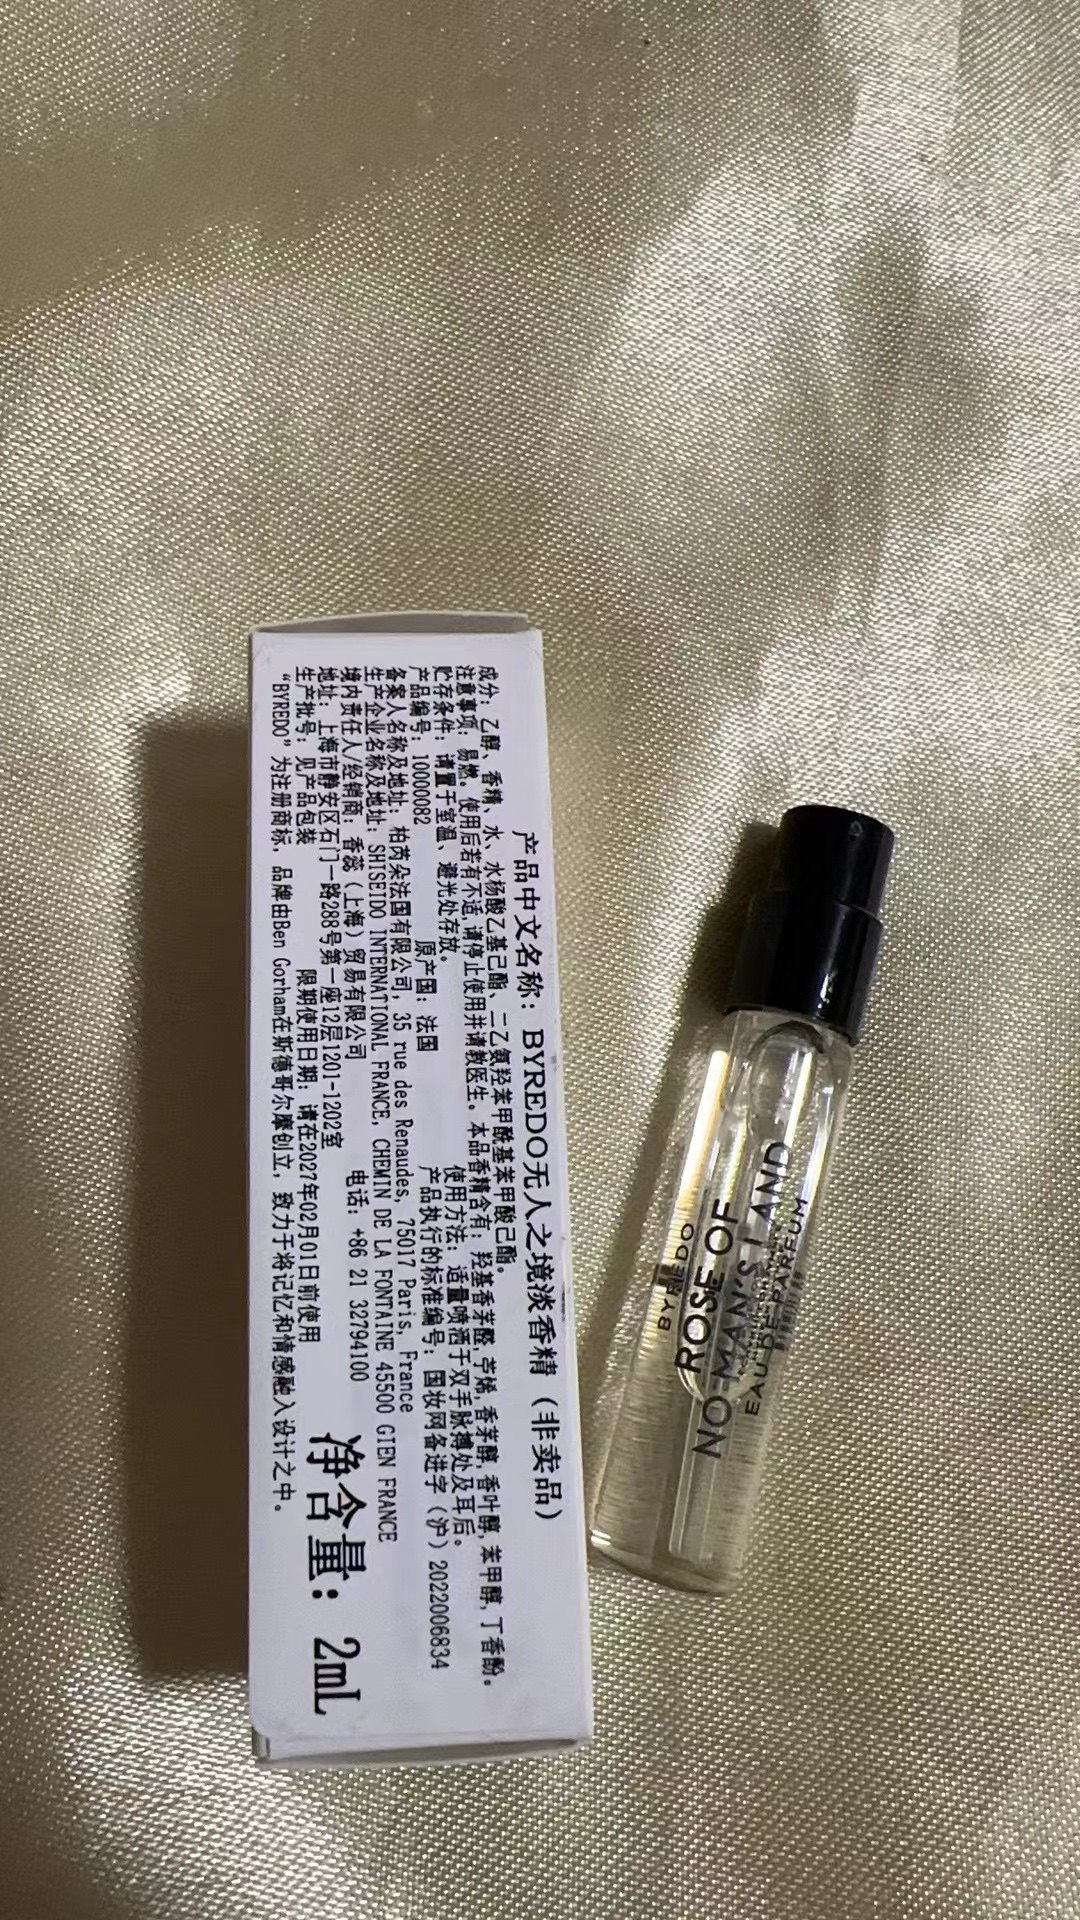 产品中文名称：BYREDO无人之境淡香精（非卖品）
成分：乙醇、香精、水、水杨酸乙基己酯、二乙氨羟苯甲酰基苯甲酸己酯。
注意事项：易燃。使用后若有不适,请停止使用并请教医生。本品香精含有：羟基香茅醛,苧烯,香茅醇,香叶醇,苯甲醇,丁香酚。
贮存条件：请置于室温、避光处存放。 使用方法：适量喷洒于双手脉搏处及耳后。
产品编号：10000082 原产国：法国 产品执行的标准编号：国妆网备进字（沪）2022006834
备案人名称及地址：柏芮朵法国有限公司, 35 rue des Renaudes, 75017 Paris, France
生产企业名称及地址：SHISEIDO INTERNATIONAL FRANCE, CHEMIN DE LA FONTAINE 45500 GIEN FRANCE
境内责任人/经销商：香蕊（上海）贸易有限公司 电话：+86 21 32794100
地址：上海市静安区石门一路288号第一座12层1201-1202室
生产批号：见产品包装 限期使用日期：请在2027年02月01日前使用
“BYREDO”为注册商标，品牌由Ben Gorham在斯德哥尔摩创立，致力于将记忆和情感融入设计之中。
净含量：2mL
BYREDO
ROSE OF
NO MAN'S LAND
EAU DE PARFUM